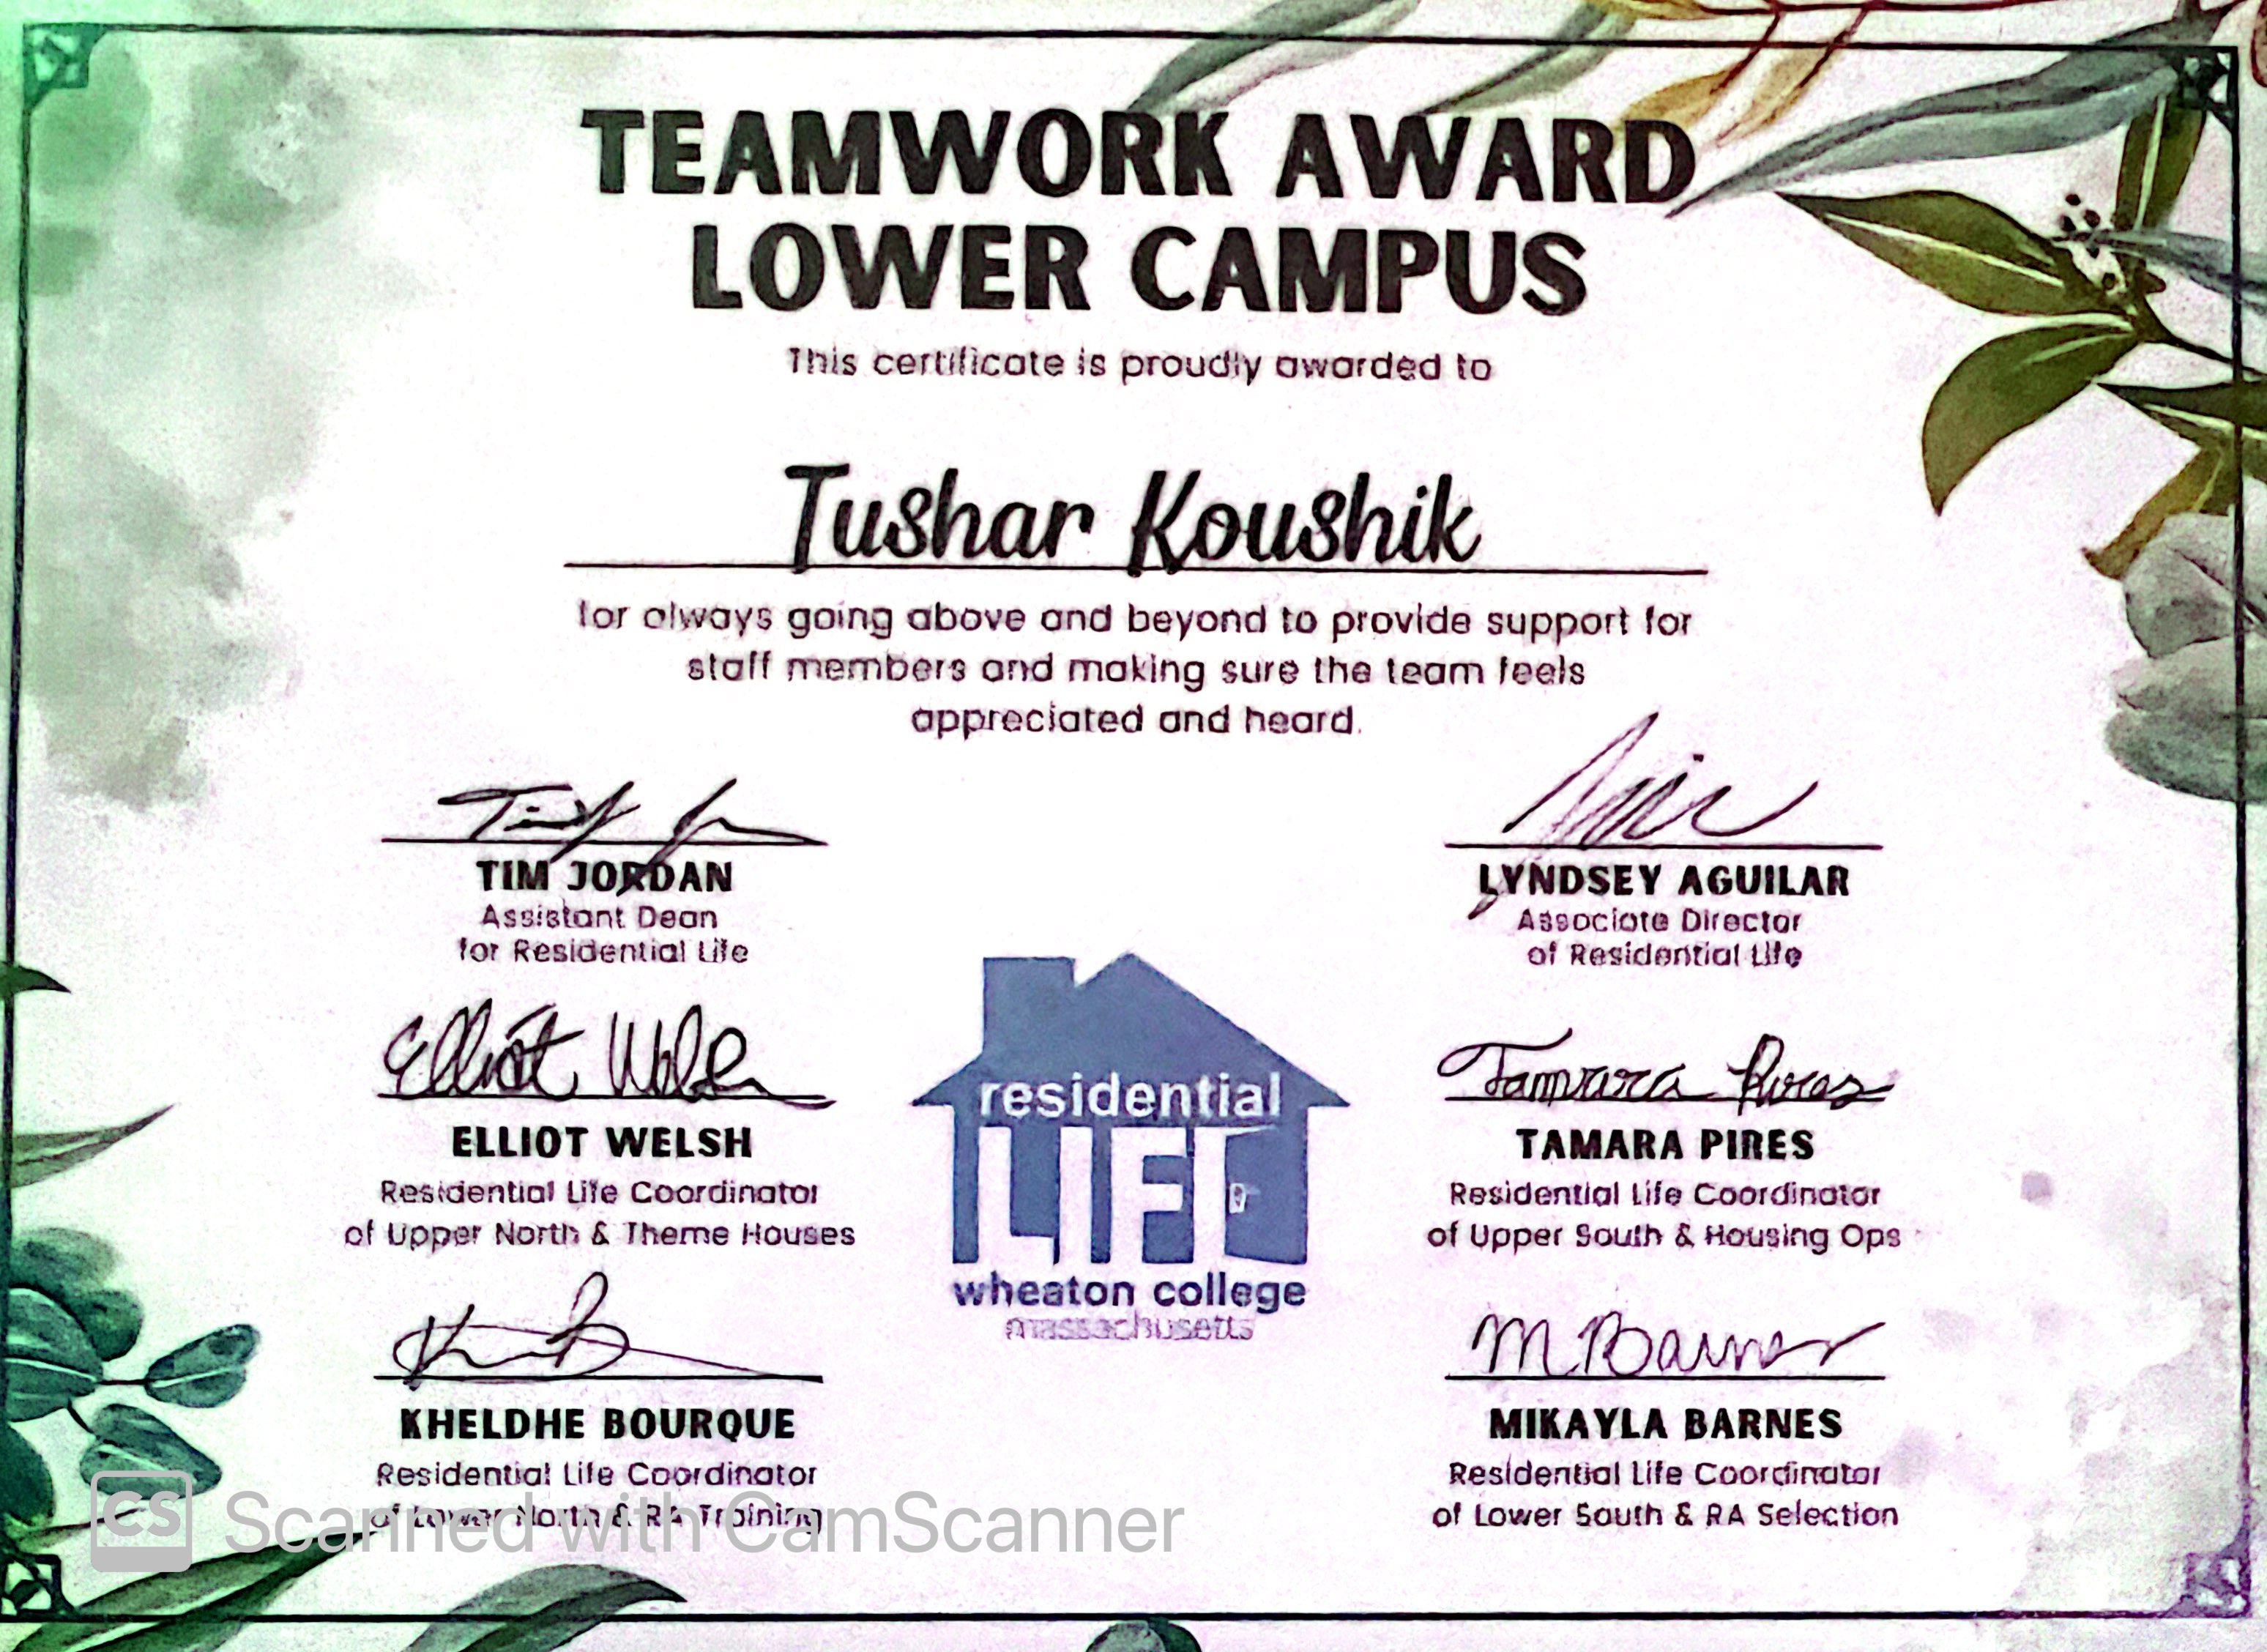 TEAMWORK AWARD
LOWER CAMPUS
This certificate is proudly awarded to
Tushar Koushik
for always going above and beyond to provide support for
staff members and making sure the team feels
appreciated and heard.
TIM JORDAN
Assistant Dean
for Residential Life
LYNDSEY AGUILAR
Associate Director
of Residential Life
Elliot Welsh
ELLIOT WELSH
Residential Life Coordinator
of Upper North & Theme Houses
residential
LIFE
wheaton college
massachusetts
Tamara Pires
TAMARA PIRES
Residential Life Coordinator
of Upper South & Housing Ops
KHELDHE BOURQUE
Residential Life Coordinator
of Lower North & RA Training
M Barnes
MIKAYLA BARNES
Residential Life Coordinator
of Lower South & RA Selection
CS Scanned with CamScanner